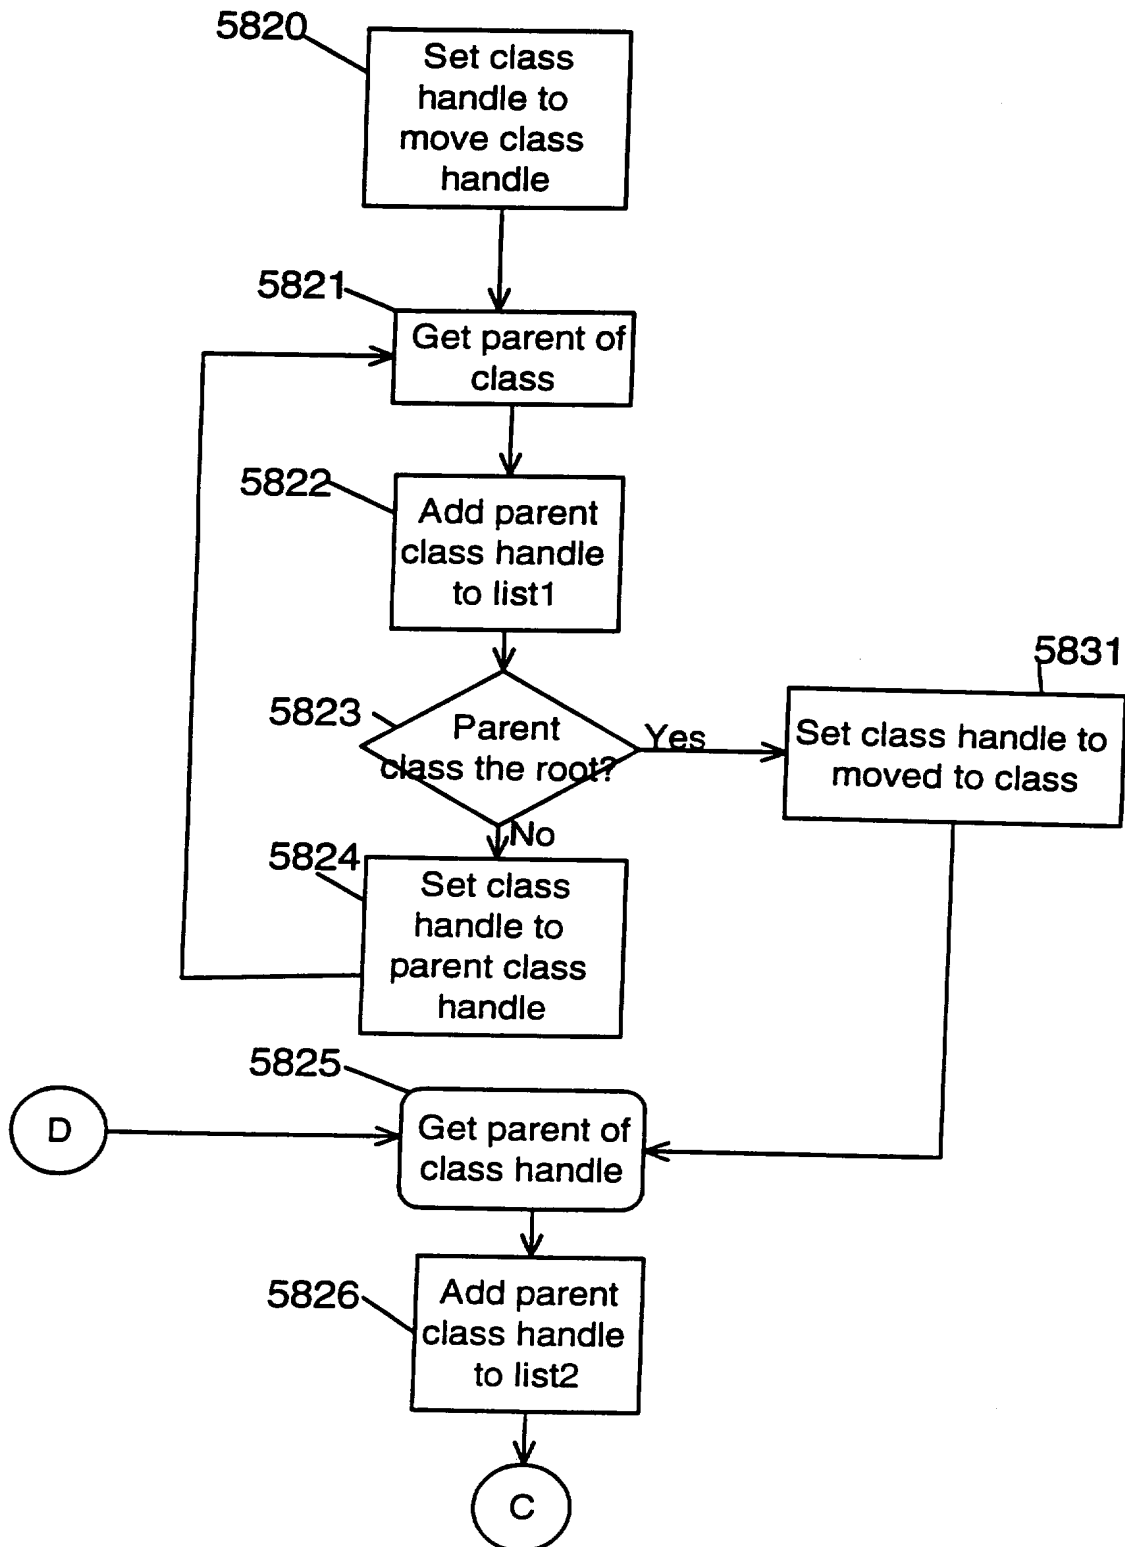 5820
Set class
handle to
move class
handle
5821
Get parent of
class
5822
Add parent
class handle
to list1
5823
Parent
class the root?
Yes
5831
Set class handle to
moved to class
No
5824
Set class
handle to
parent class
handle
5825
D
Get parent of
class handle
5826
Add parent
class handle
to list2
C